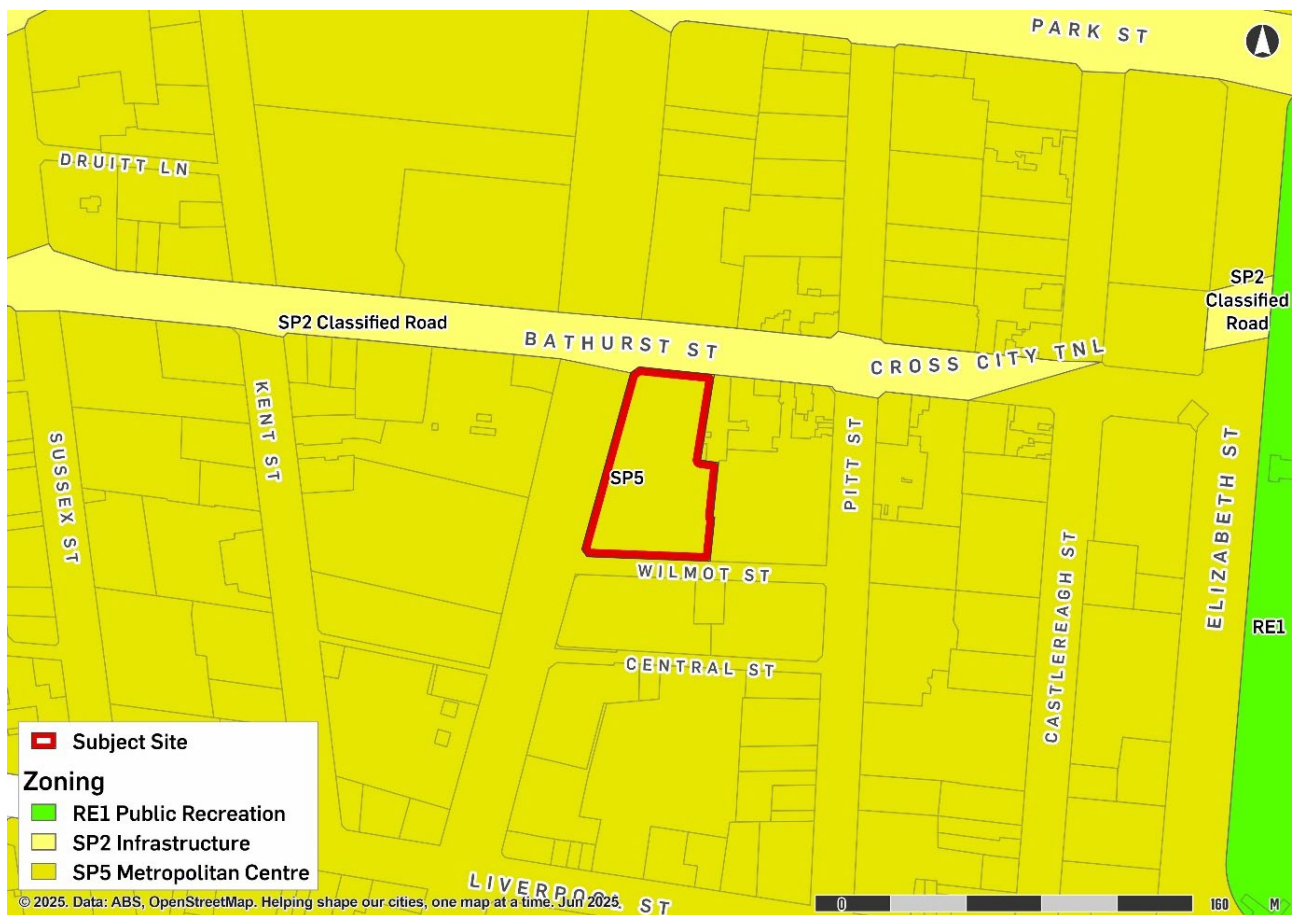 PARK ST
DRUITT LN
SP2
Classified
Road
SP2 Classified Road
BATHURST ST
CROSS CITY TNL
KENT ST
SUSSEX ST
SP5
PITT ST
ELIZABETH ST
WILMOT ST
CASTLEREAGH ST
RE1
CENTRAL ST
Subject Site
Zoning
RE1 Public Recreation
SP2 Infrastructure
SP5 Metropolitan Centre
LIVERPOOL ST
© 2025. Data: ABS, OpenStreetMap. Helping shape our cities, one map at a time. Jun 2025.
0 160 M